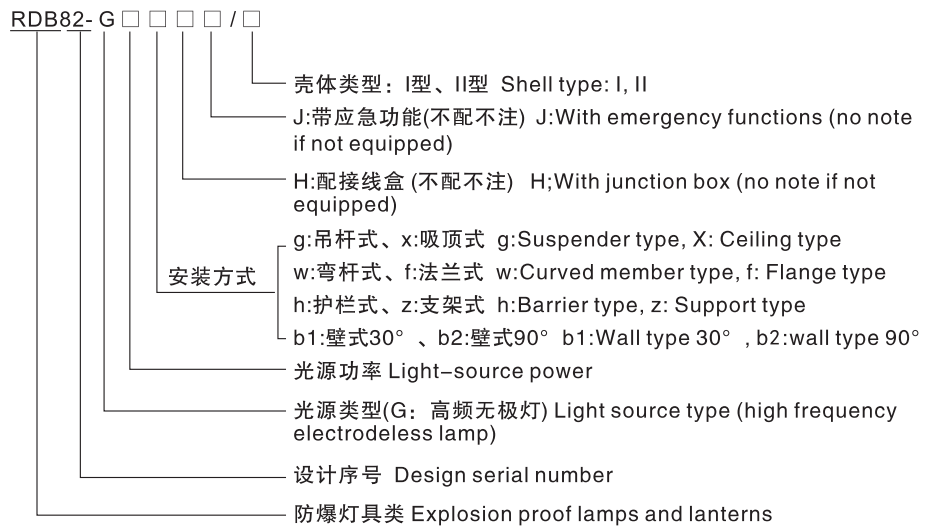 RDB82-G□□□□/□
壳体类型：I型、II型 Shell type: I, II
J:带应急功能(不配不注) J:With emergency functions (no note
if not equipped)
H:配接线盒 (不配不注) H;With junction box (no note if not
equipped)
g:吊杆式、x:吸顶式 g:Suspender type, X: Ceiling type
w:弯杆式、f:法兰式 w:Curved member type, f: Flange type
安装方式
h:护栏式、z:支架式 h:Barrier type, z: Support type
b1:壁式30°、b2:壁式90° b1:Wall type 30°, b2:wall type 90°
光源功率 Light-source power
光源类型(G：高频无极灯) Light source type (high frequency
electrodeless lamp)
设计序号 Design serial number
防爆灯具类 Explosion proof lamps and lanterns